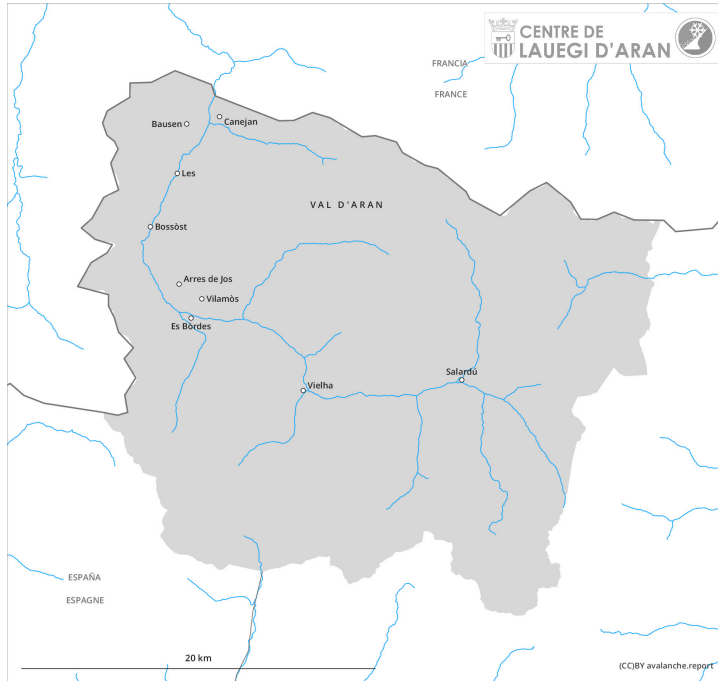 CENTRE DE
LAUEGI D'ARAN
FRANCIA
FRANCE
Bausen
Canejan
Les
VAL D'ARAN
Bossòst
Arres de Jos
Vilamòs
Es Bòrdes
Vielha
Salardú
ESPAÑA
ESPAGNE
20 km
(CC)BY avalanche.report